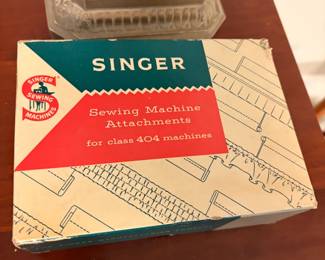 SINGER
SINGER
SEWING
MACHINES
Sewing Machine
Attachments
for class 404 machines